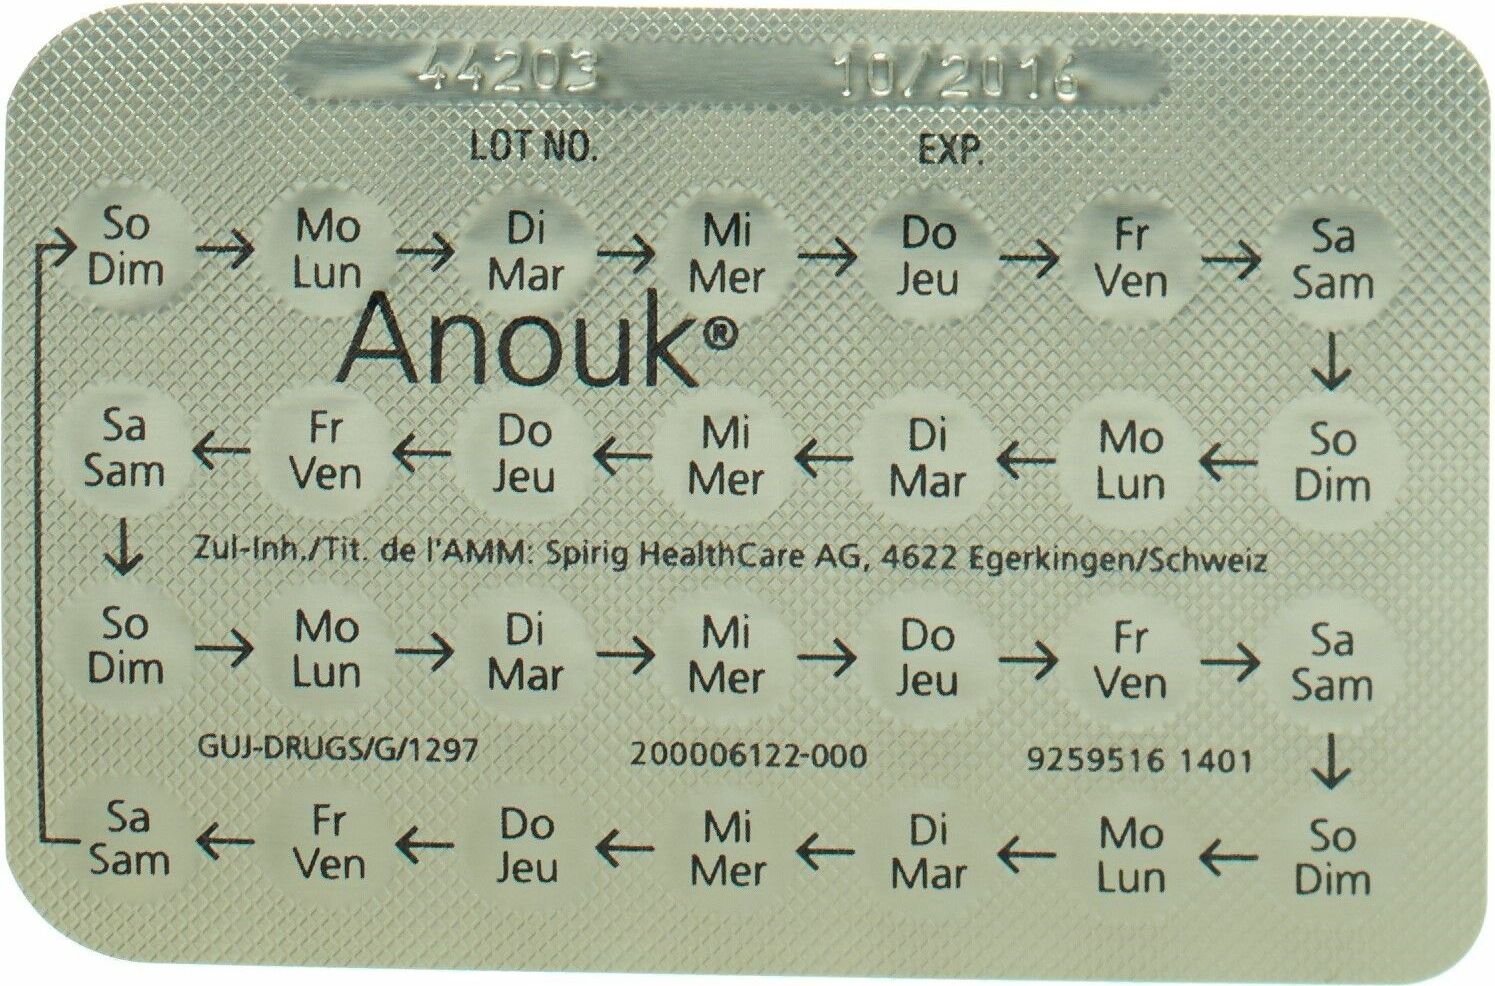 44203 10/2016
LOT NO. EXP.
So Mo Di Mi Do Fr Sa
Dim → Lun → Mar → Mer → Jeu → Ven → Sam
Anouk®
Sa Fr Do Mi Di Mo So
Sam ← Ven ← Jeu ← Mer ← Mar ← Lun ← Dim
Zul-Inh./Tit. de l'AMM: Spirig HealthCare AG, 4622 Egerkingen/Schweiz
So Mo Di Mi Do Fr Sa
Dim → Lun → Mar → Mer → Jeu → Ven → Sam
GUJ-DRUGS/G/1297 200006122-000 9259516 1401
Sa Fr Do Mi Di Mo So
Sam ← Ven ← Jeu ← Mer ← Mar ← Lun ← Dim